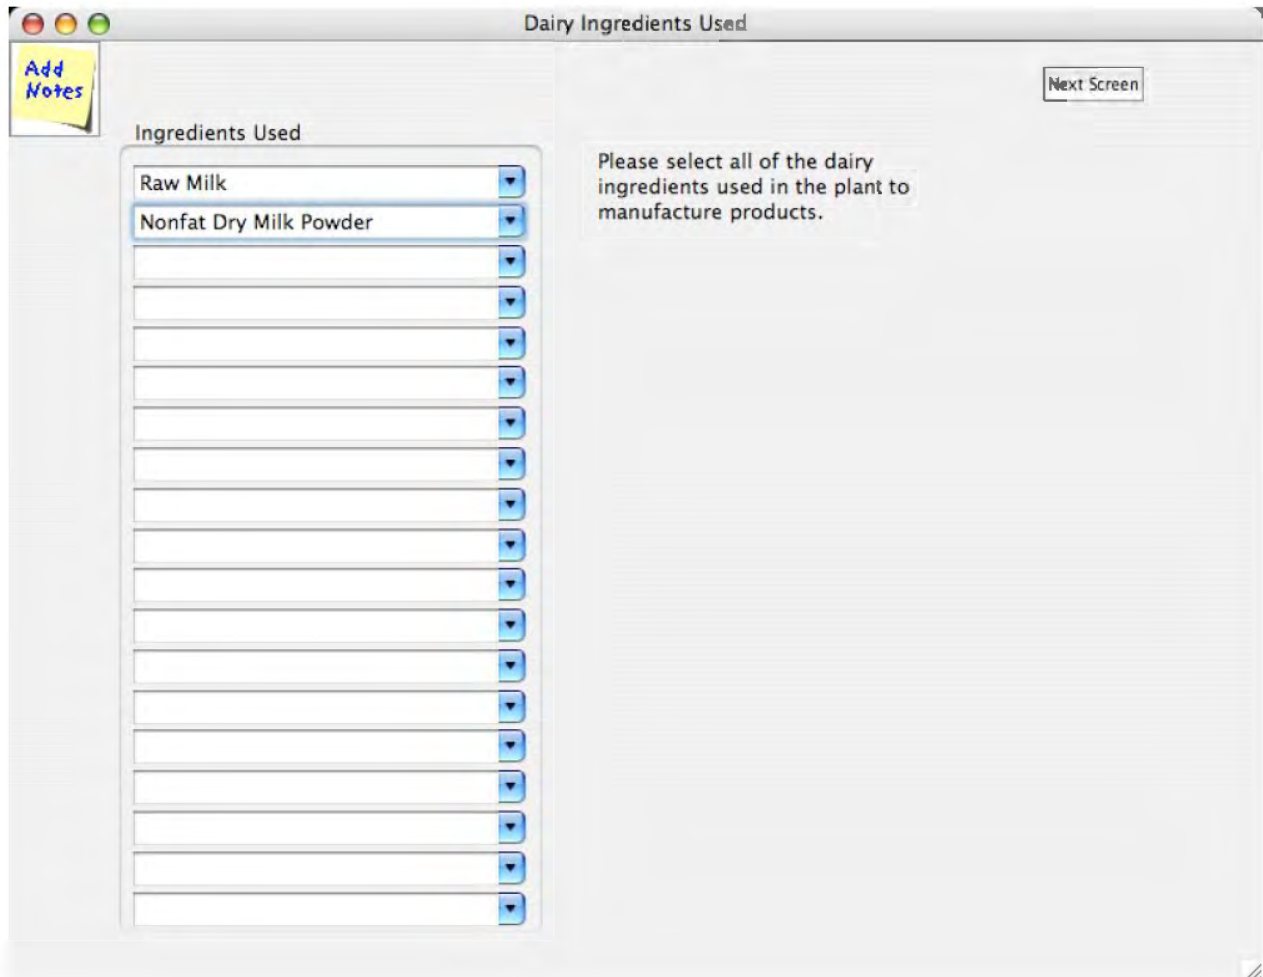 Dairy Ingredients Used
Add
Notes
Next Screen
Ingredients Used
Raw Milk
Nonfat Dry Milk Powder
Please select all of the dairy
ingredients used in the plant to
manufacture products.